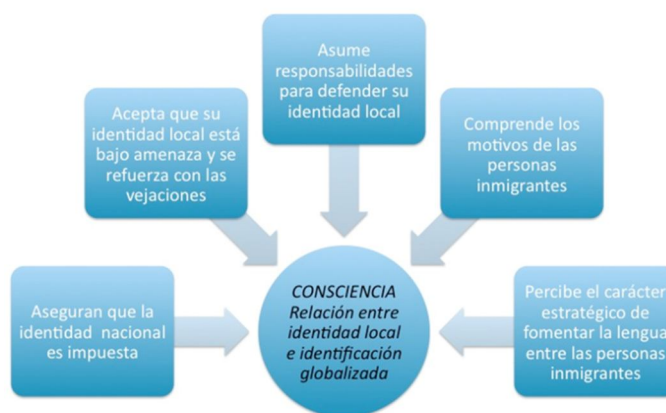 Asume
responsabilidades
para defender su
identidad local
Acepta que su
identidad local está
bajo amenaza y se
refuerza con las
vejaciones
Comprende los
motivos de las
personas
inmigrantes
Aseguran que la
identidad nacional
es impuesta
CONSCIENCIA
Relación entre
identidad local
e identificación
globalizada
Percibe el carácter
estratégico de
fomentar la lengua
entre las personas
inmigrantes